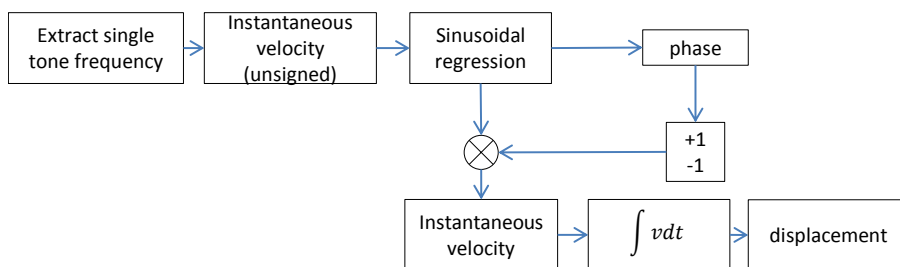 Extract single
tone frequency
Instantaneous
velocity
(unsigned)
Sinusoidal
regression
phase
+1
-1
Instantaneous
velocity
∫ vdt
displacement